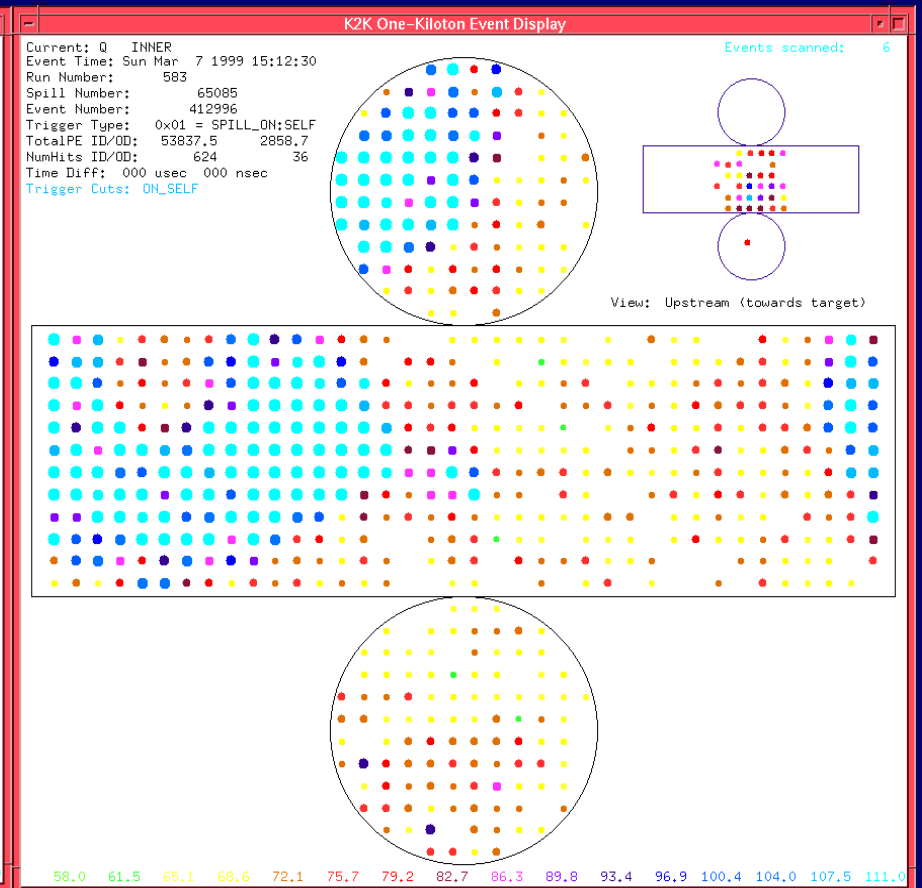 K2K One-Kiloton Event Display
Current: Q INNER
Event Time: Sun Mar 7 1999 15:12:30
Run Number: 583
Spill Number: 65085
Event Number: 412996
Trigger Type: 0x01 = SPILL_ON:SELF
TotalPE ID/OD: 53837.5 2858.7
NumHits ID/OD: 624 36
Time Diff: 000 usec 000 nsec
Trigger Cuts: ON_SELF
Events scanned: 6
View: Upstream (towards target)
58.0 61.5 65.1 68.6 72.1 75.7 79.2 82.7 86.3 89.8 93.4 96.9 100.4 104.0 107.5 111.0